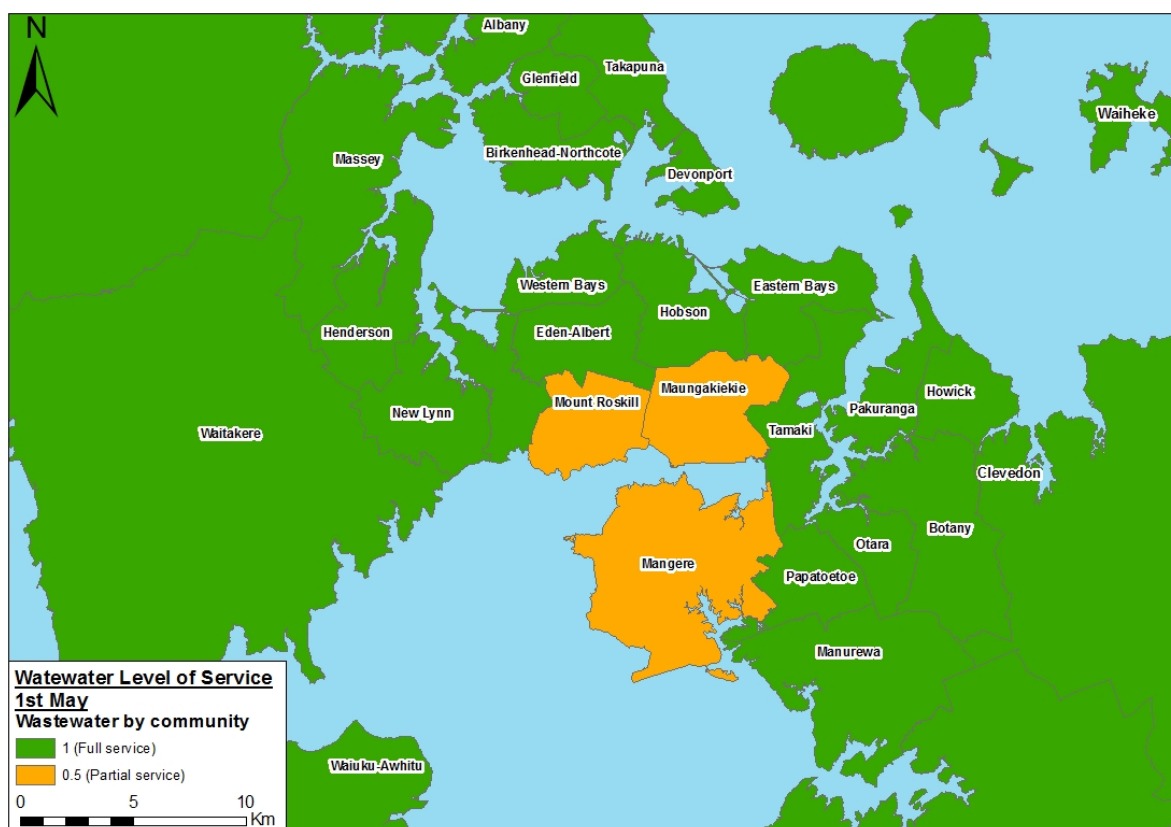 N
Albany
Takapuna
Glenfield
Waiheke
Birkenhead-Northcote
Massey
Devonport
Western Bays
Eastern Bays
Hobson
Henderson
Eden-Albert
Maungakiekie
Howick
Mount Roskill
Pakuranga
New Lynn
Waitakere
Tamaki
Clevedon
Botany
Otara
Mangere
Papatoetoe
Manurewa
Waiuku-Awhitu
Watewater Level of Service
1st May
Wastewater by community
1 (Full service)
0.5 (Partial service)
0 5 10
Km